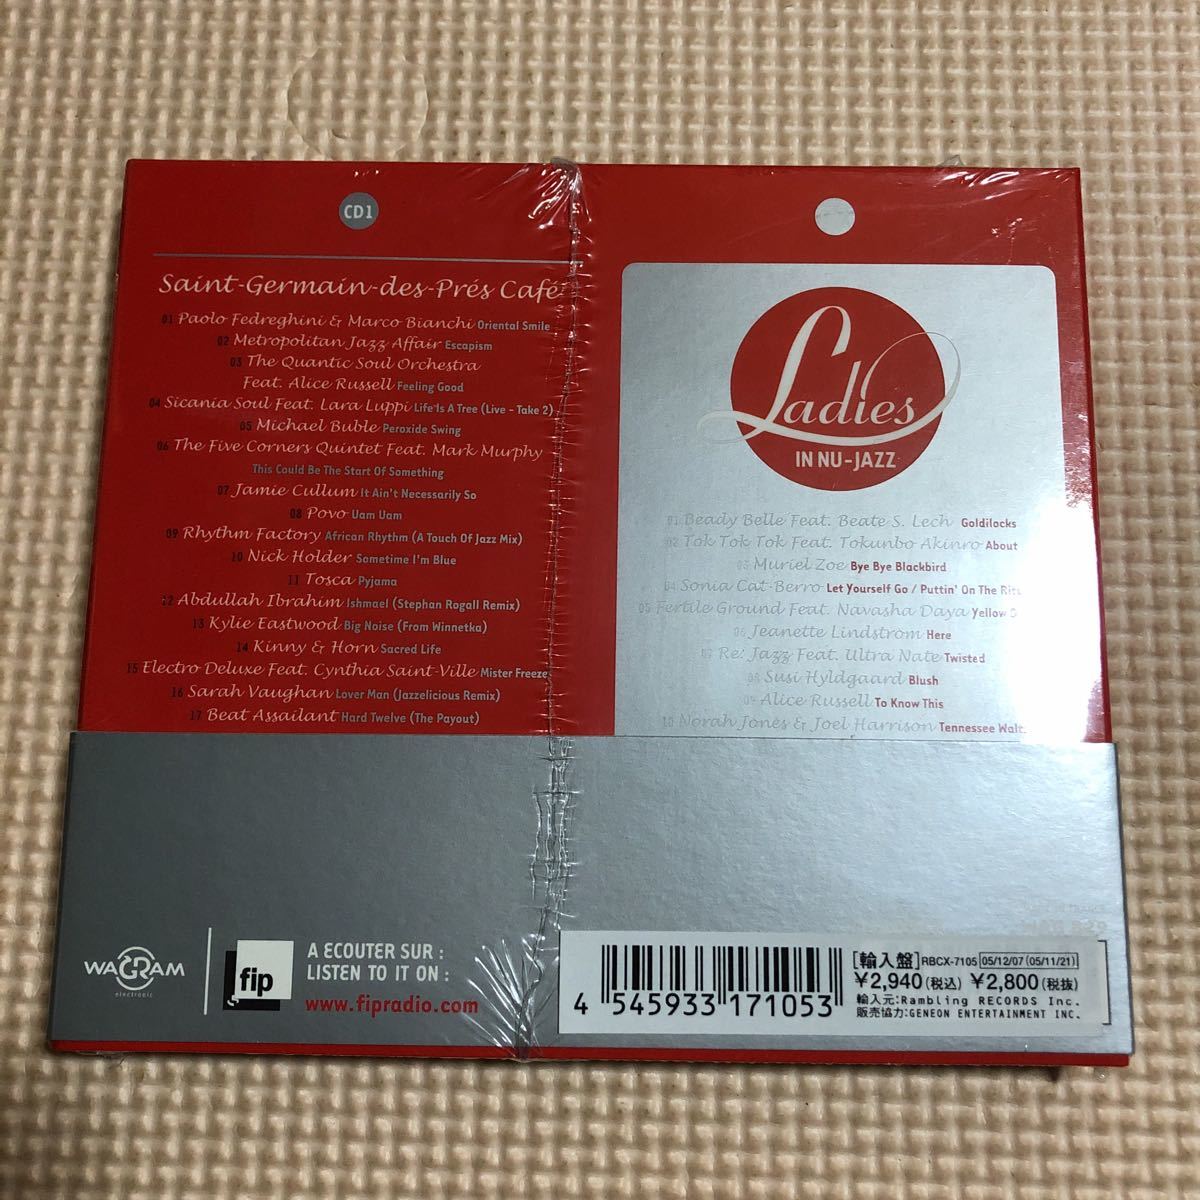 CD1
Saint-Germain-des-Prés Café
01 Paolo Fedreghini & Marco Bianchi Oriental Smile
02 Metropolitan Jazz Affair Escapism
03 The Quantic Soul Orchestra
Feat. Alice Russell Feeling Good
04 Sicania Soul Feat. Lara Luppi Life Is A Tree (Live - Take 2)
05 Michael Buble Peroxide Swing
06 The Five Corners Quintet Feat. Mark Murphy
This Could Be The Start Of Something
07 Jamie Cullum It Ain't Necessarily So
08 Povo Uam Uam
09 Rhythm Factory African Rhythm (A Touch Of Jazz Mix)
10 Nick Holder Sometime I'm Blue
11 Tosca Pyjama
12 Abdullah Ibrahim Ishmael (Stephan Rogall Remix)
13 Kylie Eastwood Big Noise (From Winnetka)
14 Kinny & Horn Sacred Life
15 Electro Deluxe Feat. Cynthia Saint-Ville Mister Freeze
16 Sarah Vaughan Lover Man (Jazzelicious Remix)
17 Beat Assailant Hard Twelve (The Payout)
Ladies
IN NU-JAZZ
01 Beady Belle Feat. Beate S. Lech Goldilocks
02 Tok Tok Tok Feat. Tokunbo Akinro About
03 Muriel Zoe Bye Bye Blackbird
04 Sonia Cat-Berro Let Yourself Go / Puttin' On The Ritz
05 Fertile Ground Feat. Navasha Daya Yellow
06 Jeanette Lindstrom Here
07 Re: Jazz Feat. Ultra Nate Twisted
08 Susi Hyldgaard Blush
09 Alice Russell To Know This
10 Norah Jones & Joel Harrison Tennessee Walt
WAGRAM
electronic
fip
A ECOUTER SUR :
LISTEN TO IT ON :
www.fipradio.com
4 545933 171053
[輸入盤] RBCX-7105 05/12/07 (05/11/21)
¥2,940(税込) ¥2,800(税抜)
輸入元:Rambling RECORDS Inc.
販売協力:GENEON ENTERTAINMENT INC.